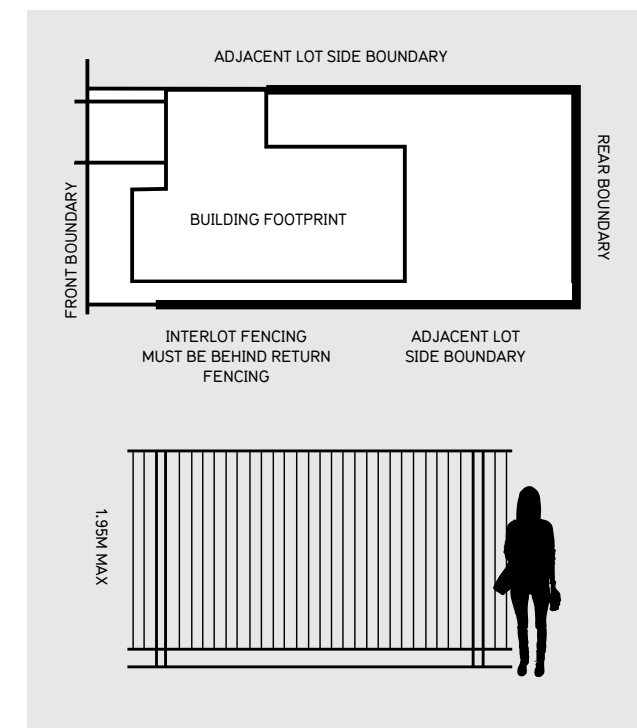 ADJACENT LOT SIDE BOUNDARY
FRONT BOUNDARY
BUILDING FOOTPRINT
REAR BOUNDARY
INTERLOT FENCING
MUST BE BEHIND RETURN
FENCING
ADJACENT LOT
SIDE BOUNDARY
1.95M MAX